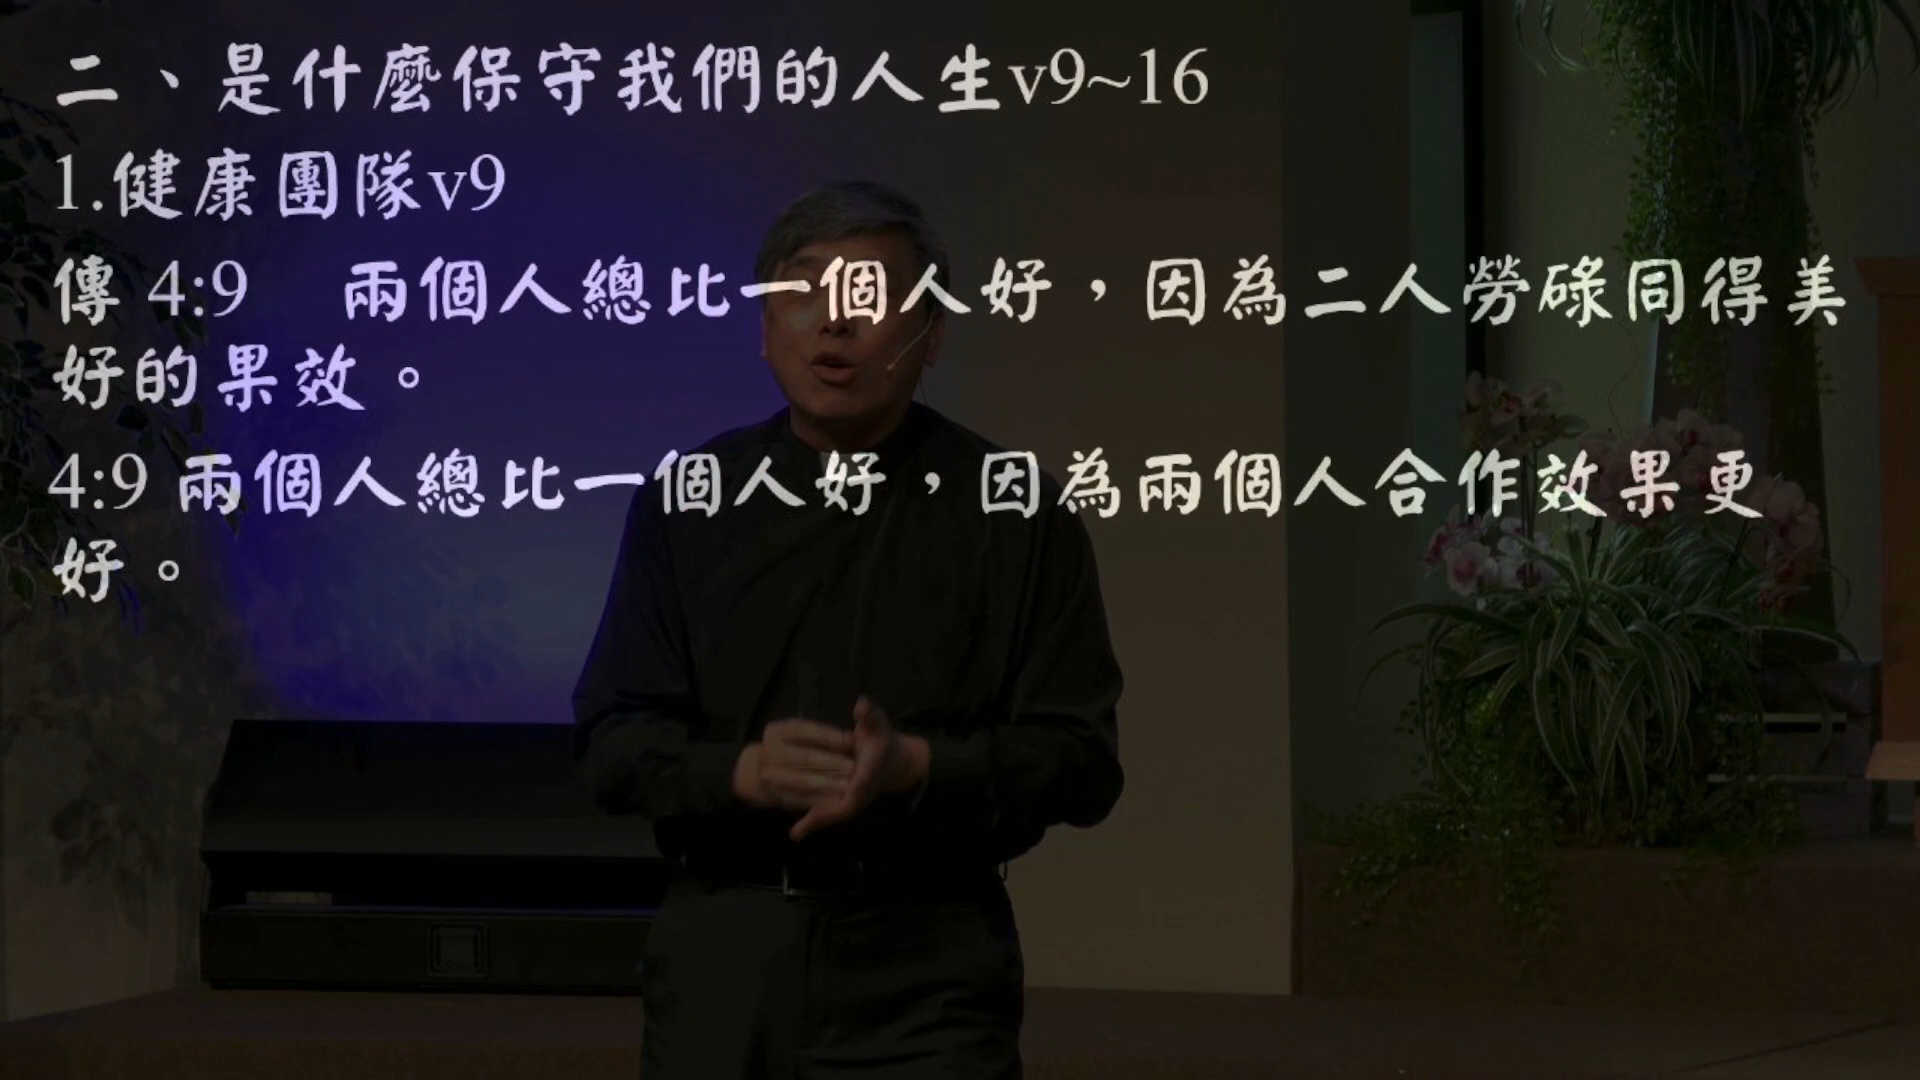 二、是什麼保守我們的人生v9~16
1.健康團隊v9
傳 4:9 兩個人總比一個人好，因為二人勞碌同得美
好的果效。
4:9 兩個人總比一個人好，因為兩個人合作效果更
好。